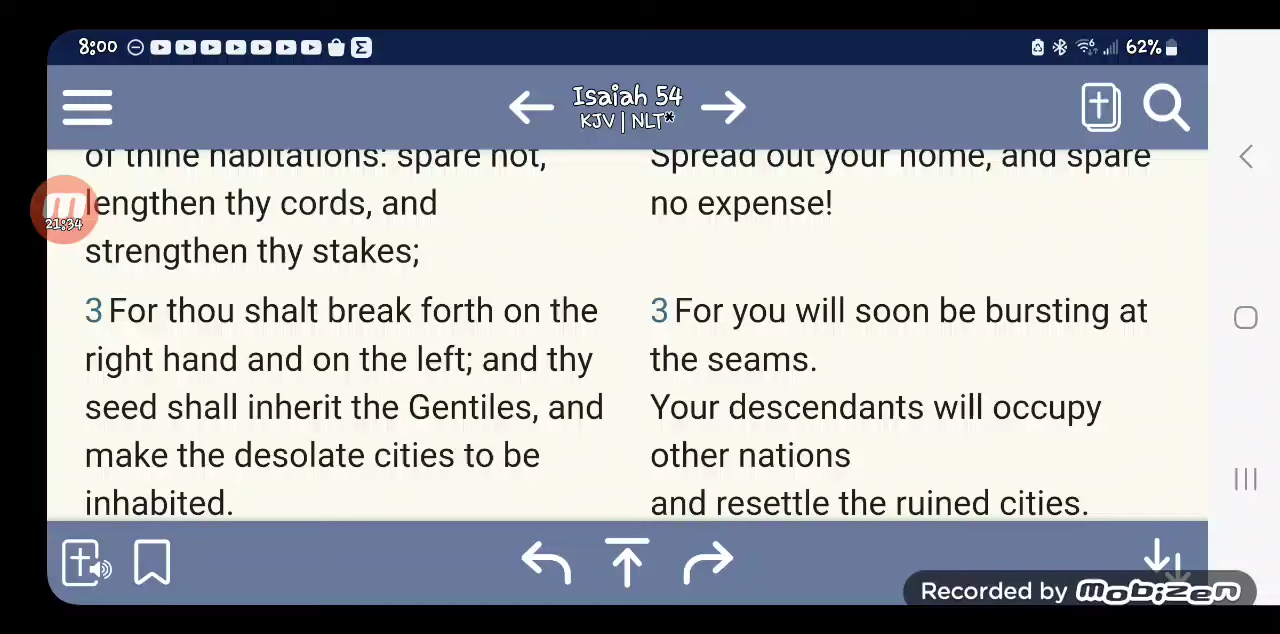 8:00 62%
Isaiah 54
KJV | NLT*
of thine habitations: spare not,
lengthen thy cords, and
strengthen thy stakes;
3 For thou shalt break forth on the
right hand and on the left; and thy
seed shall inherit the Gentiles, and
make the desolate cities to be
inhabited.
Spread out your home, and spare
no expense!
3 For you will soon be bursting at
the seams.
Your descendants will occupy
other nations
and resettle the ruined cities.
21:34
Recorded by Mobizen